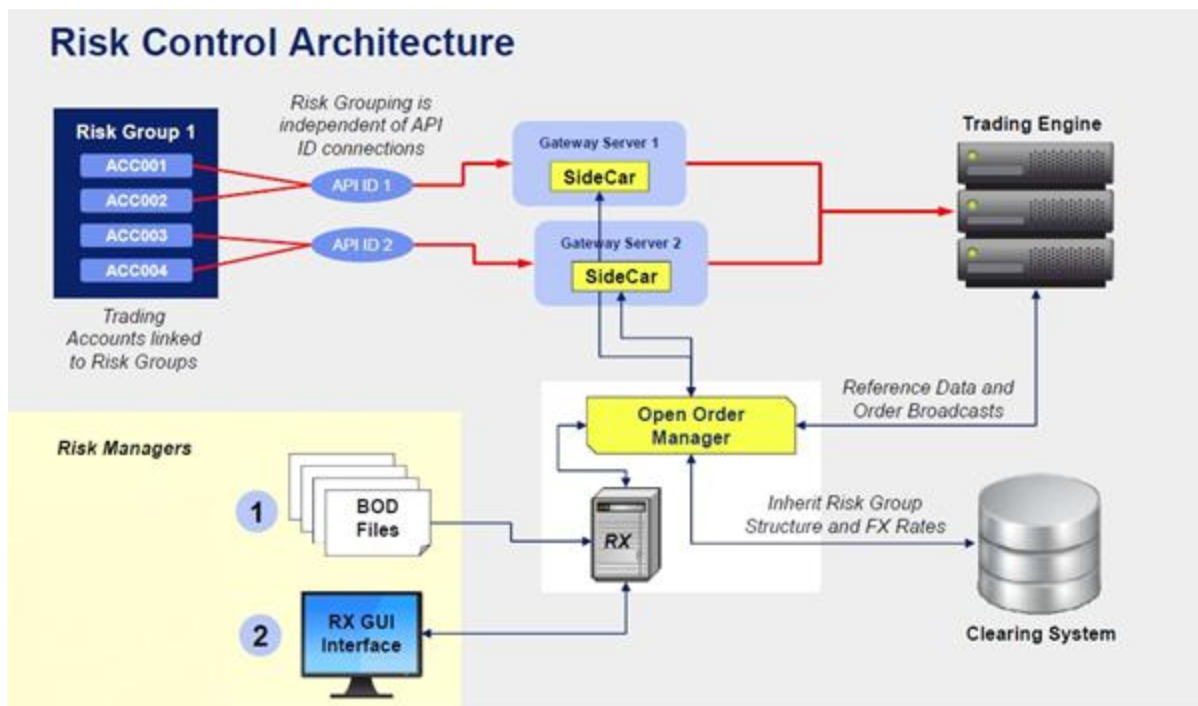 Risk Control Architecture
Risk Group 1
ACC001
ACC002
ACC003
ACC004
Trading
Accounts linked
to Risk Groups
Risk Grouping is
independent of API
ID connections
API ID 1
API ID 2
Gateway Server 1
SideCar
Gateway Server 2
SideCar
Trading Engine
Reference Data and
Order Broadcasts
Open Order
Manager
RX
Inherit Risk Group
Structure and FX Rates
Clearing System
Risk Managers
1
BOD
Files
2
RX GUI
Interface